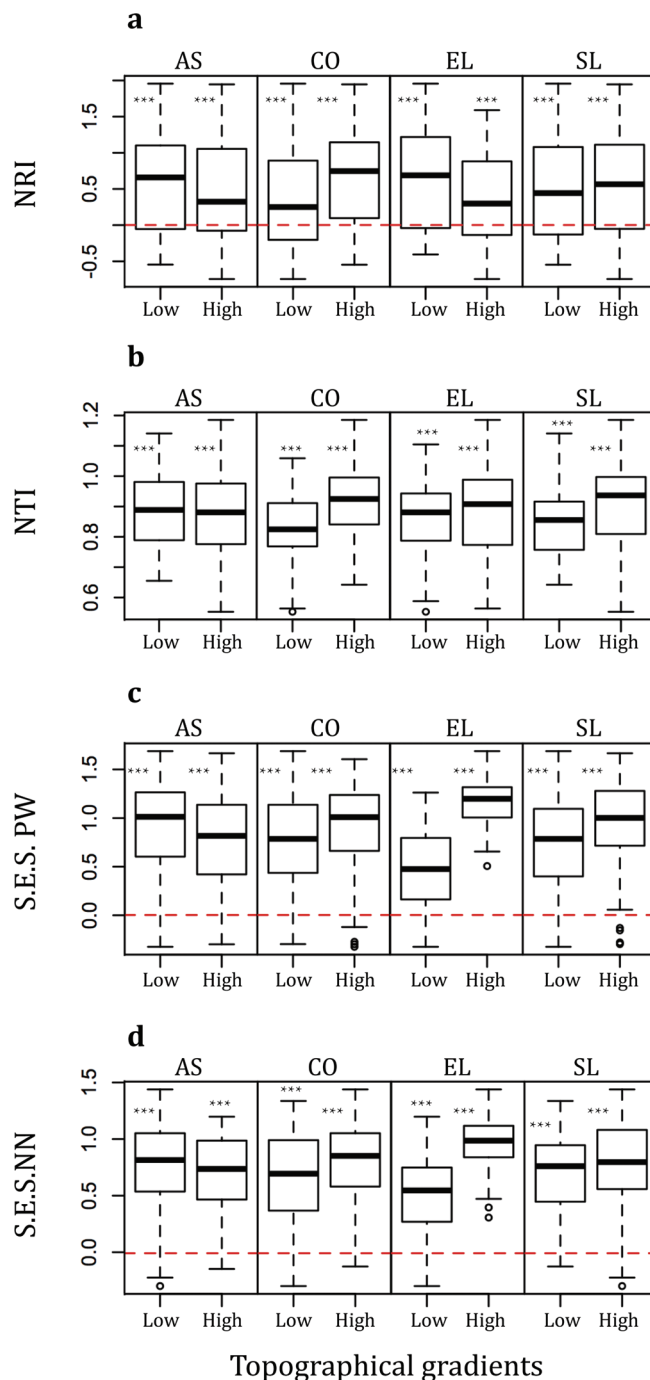 a
AS CO EL SL
*** *** *** *** *** *** *** ***
NRI
1.5
0.5
-0.5
Low High Low High Low High Low High
b
AS CO EL SL
*** *** *** *** *** *** *** ***
NTI
1.2
1.0
0.8
0.6
Low High Low High Low High Low High
c
AS CO EL SL
*** *** *** *** *** *** *** ***
S.E.S. PW
1.5
1.0
0.5
0.0
Low High Low High Low High Low High
d
AS CO EL SL
*** *** *** *** *** *** *** ***
S.E.S.NN
1.5
1.0
0.5
0.0
Low High Low High Low High Low High
Topographical gradients